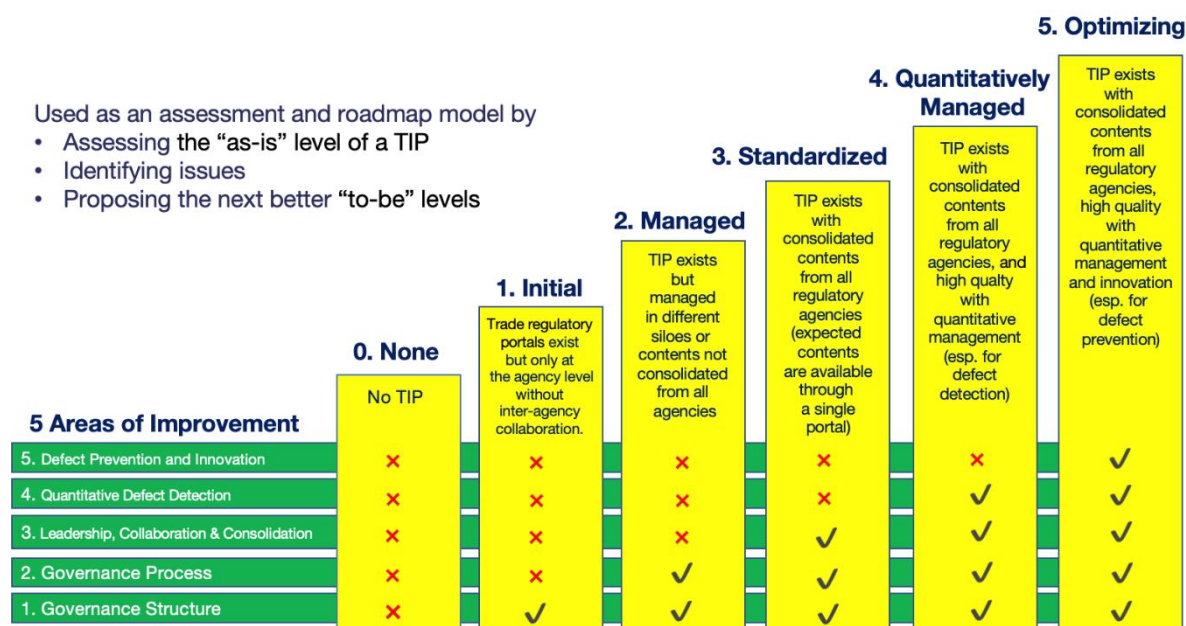 5. Optimizing
TIP exists
with
consolidated
contents
from all
regulatory
agencies,
high quality
with
quantitative
management
and innovation
(esp. for
defect
prevention)
4. Quantitatively
Managed
TIP exists
with
consolidated
contents
from all
regulatory
agencies, and
high qualty
with
quantitative
management
(esp. for
defect
detection)
Used as an assessment and roadmap model by
• Assessing the “as-is” level of a TIP
• Identifying issues
• Proposing the next better “to-be” levels
3. Standardized
TIP exists
with
consolidated
contents
from all
regulatory
agencies
(expected
contents
are available
through
a single
portal)
2. Managed
TIP exists
but
managed
in different
siloes or
contents not
consolidated
from all
agencies
1. Initial
Trade regulatory
portals exist
but only at
the agency level
without
inter-agency
collaboration.
0. None
No TIP
5 Areas of Improvement
5. Defect Prevention and Innovation
4. Quantitative Defect Detection
3. Leadership, Collaboration & Consolidation
2. Governance Process
1. Governance Structure